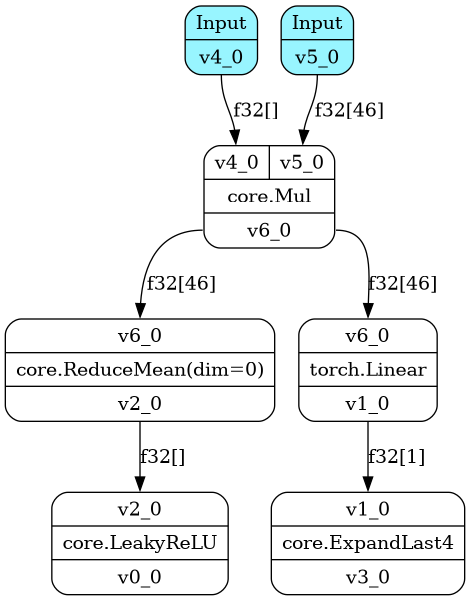 Input
v4_0
Input
v5_0
f32[]
f32[46]
v4_0
v5_0
core.Mul
v6_0
f32[46]
f32[46]
v6_0
core.ReduceMean(dim=0)
v2_0
v6_0
torch.Linear
v1_0
f32[]
f32[1]
v2_0
core.LeakyReLU
v0_0
v1_0
core.ExpandLast4
v3_0